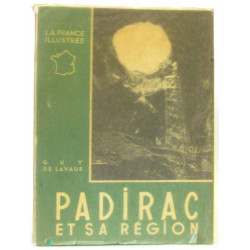 LA FRANCE
ILLUSTRÉE
GUY
DE LAVAUR
PADIRAC
ET SA RÉGION